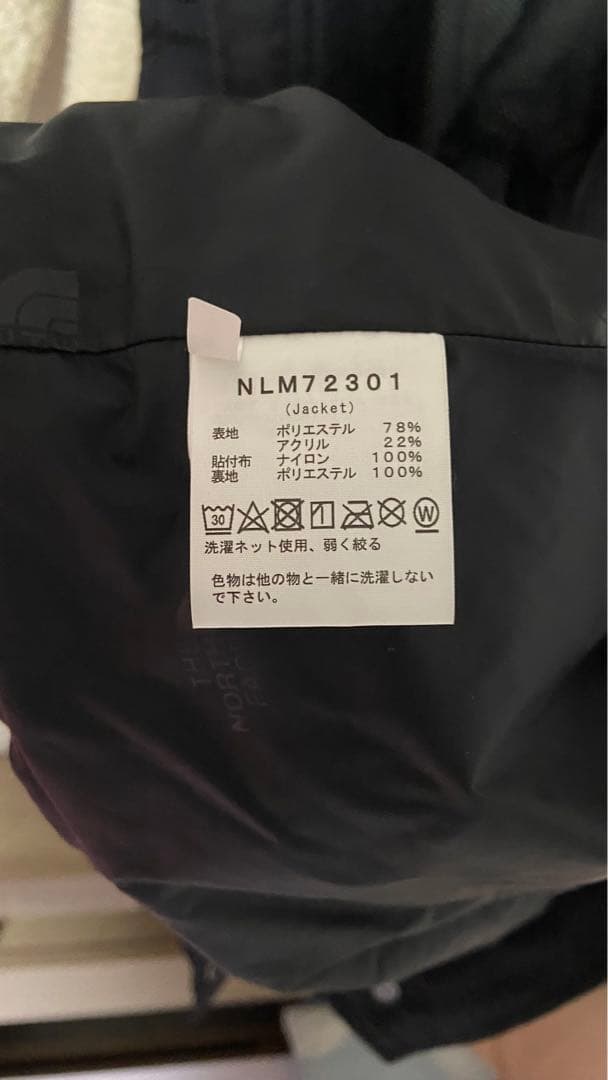 NLM72301
(Jacket)
表地 ポリエステル 78%
アクリル 22%
貼付布 ナイロン 100%
裏地 ポリエステル 100%
30 W
洗濯ネット使用、弱く絞る
色物は他の物と一緒に洗濯しない
で下さい。
THE
NORTH
FACE